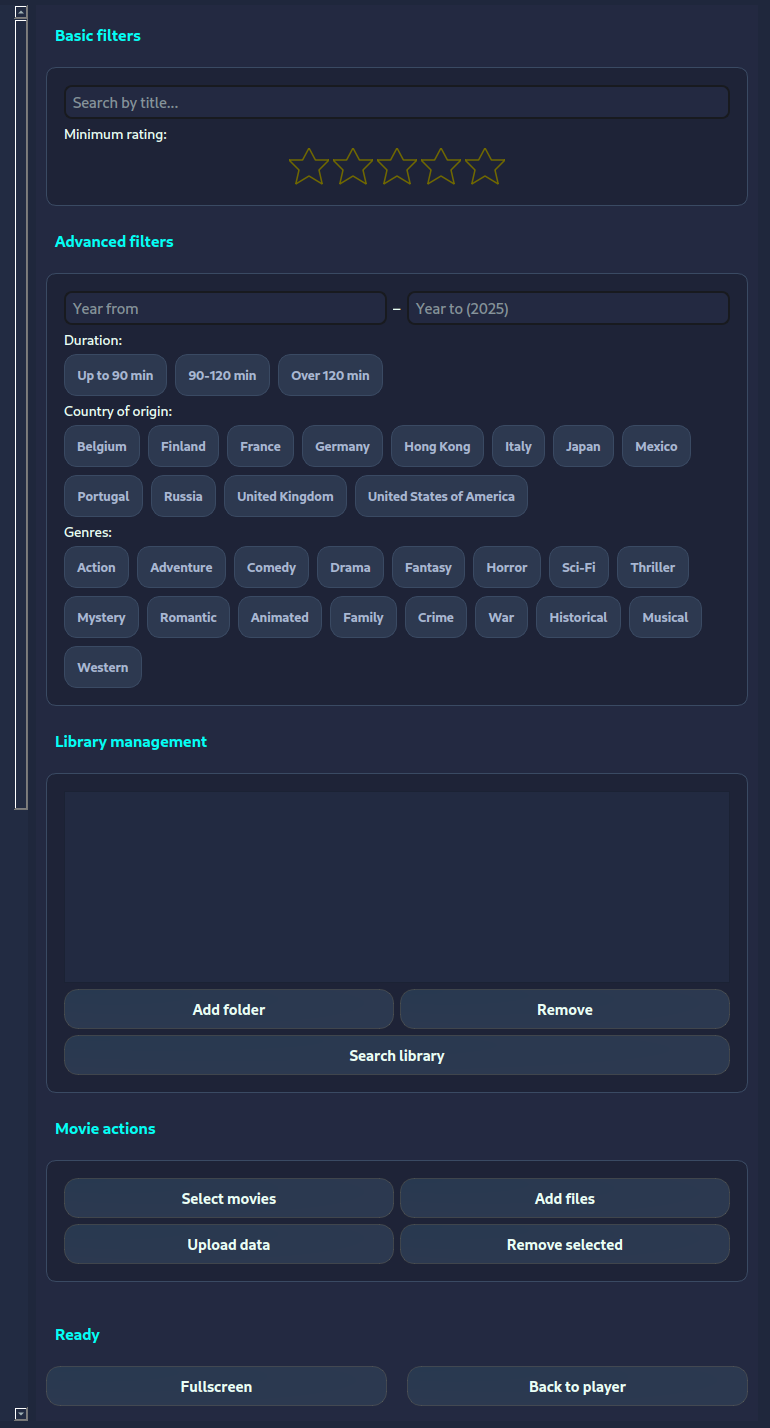 Basic filters
Search by title...
Minimum rating:
Advanced filters
Year from – Year to (2025)
Duration:
Up to 90 min 90-120 min Over 120 min
Country of origin:
Belgium Finland France Germany Hong Kong Italy Japan Mexico
Portugal Russia United Kingdom United States of America
Genres:
Action Adventure Comedy Drama Fantasy Horror Sci-Fi Thriller
Mystery Romantic Animated Family Crime War Historical Musical
Western
Library management
Add folder Remove
Search library
Movie actions
Select movies Add files
Upload data Remove selected
Ready
Fullscreen Back to player